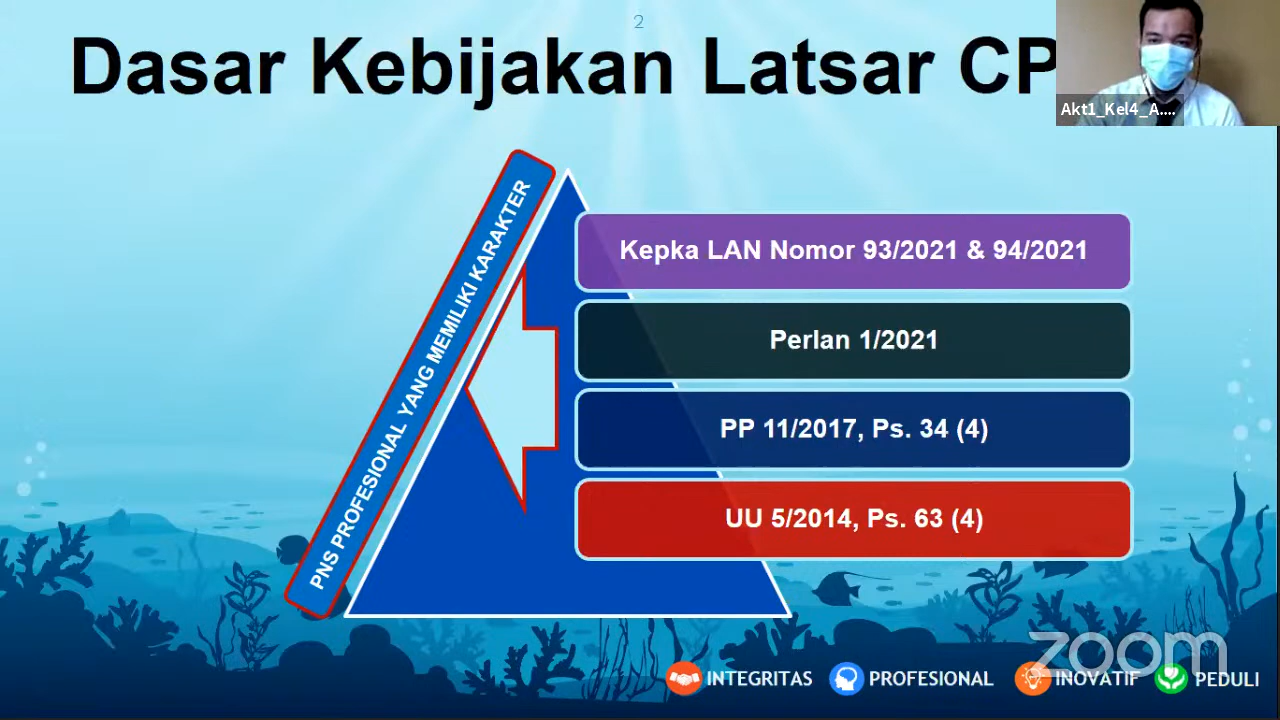 2
Dasar Kebijakan Latsar CP
Akt1_Kel4_A....
PNS PROFESIONAL YANG MEMILIKI KARAKTER
Kepka LAN Nomor 93/2021 & 94/2021
Perlan 1/2021
PP 11/2017, Ps. 34 (4)
UU 5/2014, Ps. 63 (4)
zoom
INTEGRITAS PROFESIONAL INOVATIF PEDULI